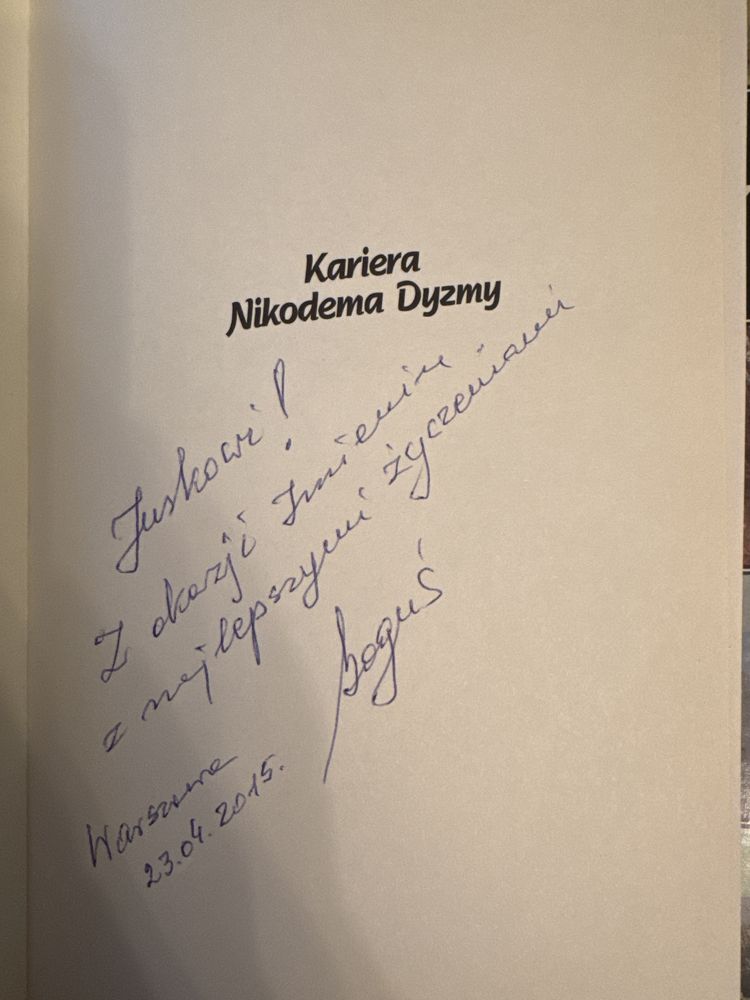 Kariera
Nikodema Dyzmy
Juskowi!
Z okazji Imienin
z najlepszymi życzeniami
Boguś
Warszawa
23.04.2015.